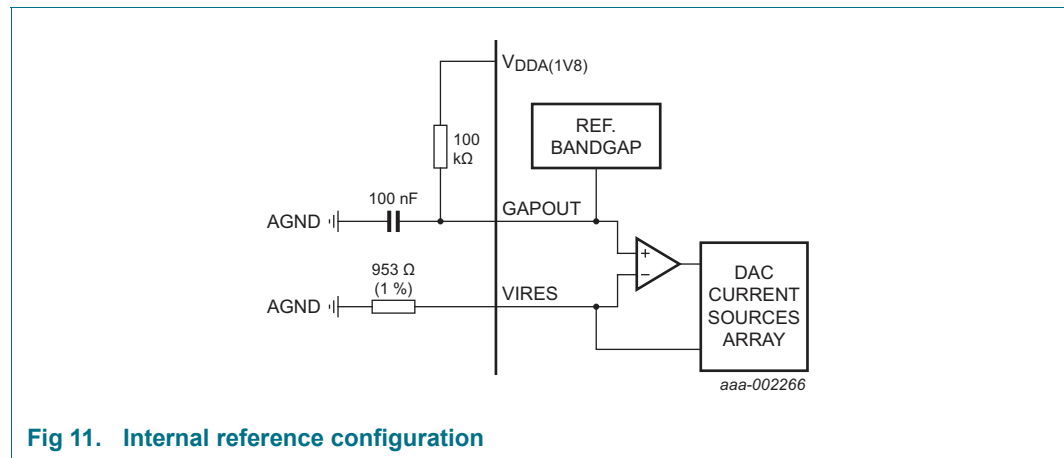 VDDA(1V8)
REF.
BANDGAP
100
kΩ
100 nF
GAPOUT
AGND
+
−
DAC
CURRENT
SOURCES
ARRAY
953 Ω
(1 %)
VIRES
AGND
aaa-002266
Fig 11. Internal reference configuration